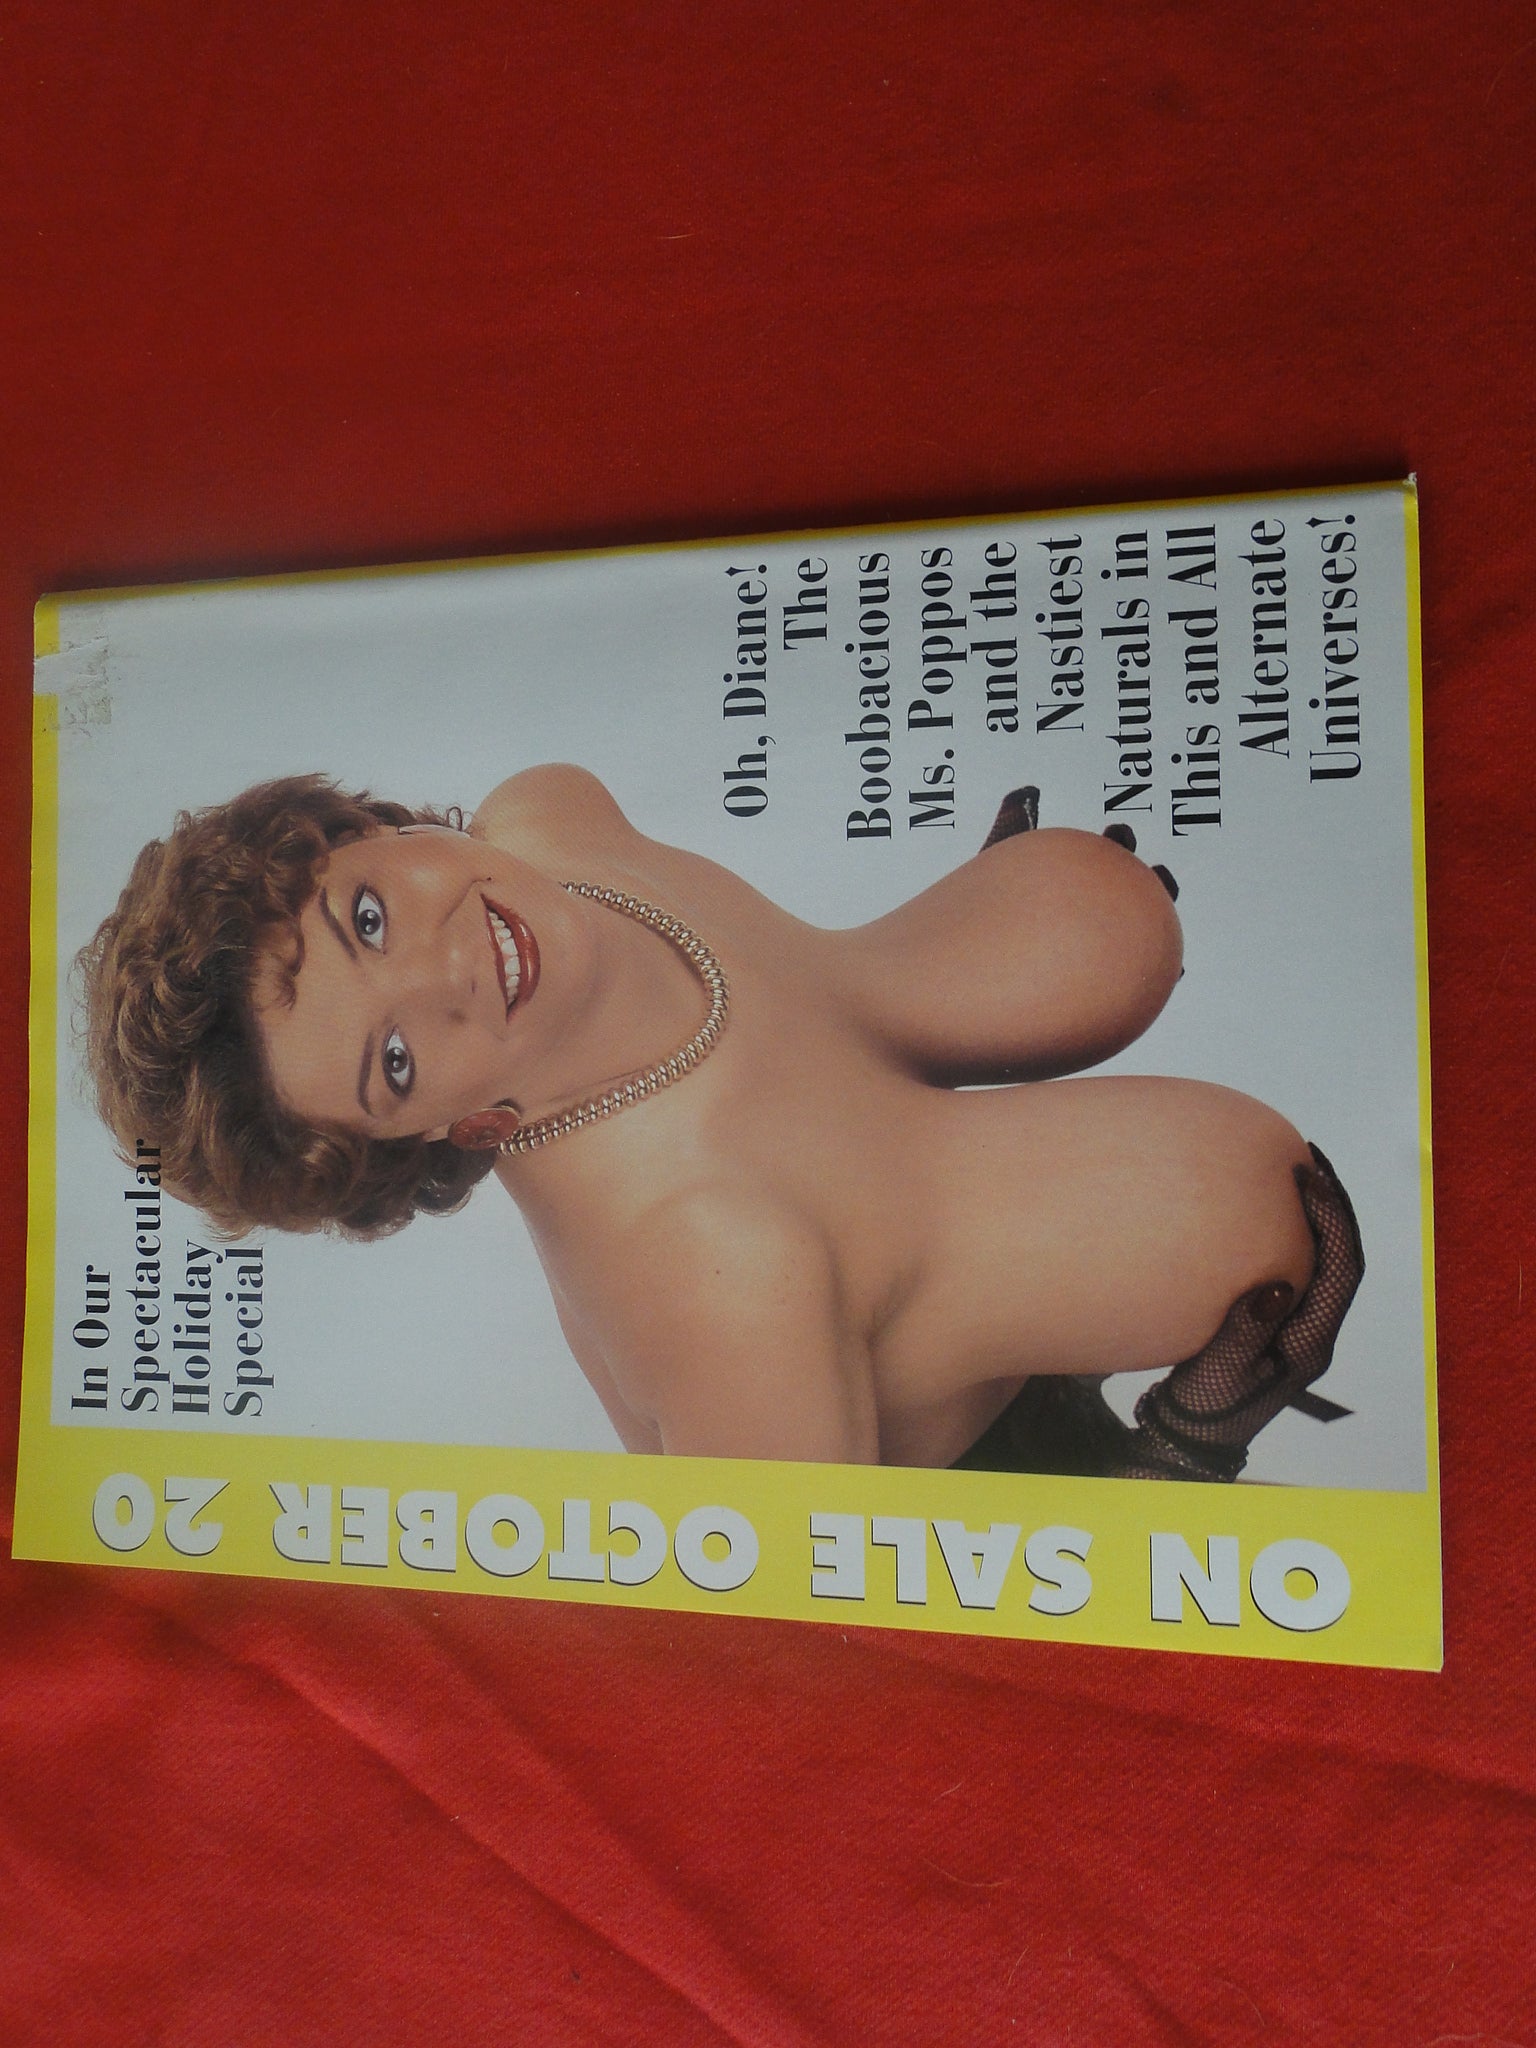 In Our
Spectacular
Holiday
Special
Oh, Diane!
The
Boobacious
Ms. Poppos
and the
Nastiest
Naturals in
This and All
Alternate
Universes!
ON SALE OCTOBER 20